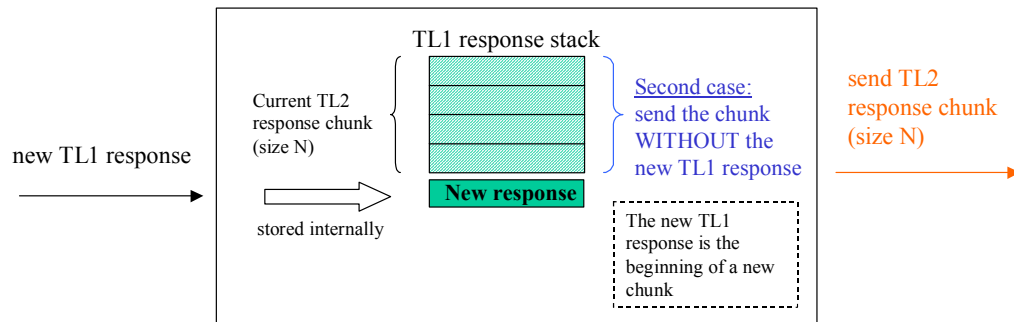 new TL1 response
TL1 response stack
Current TL2
response chunk
(size N)
New response
stored internally
Second case:
send the chunk
WITHOUT the
new TL1 response
The new TL1
response is the
beginning of a new
chunk
send TL2
response chunk
(size N)